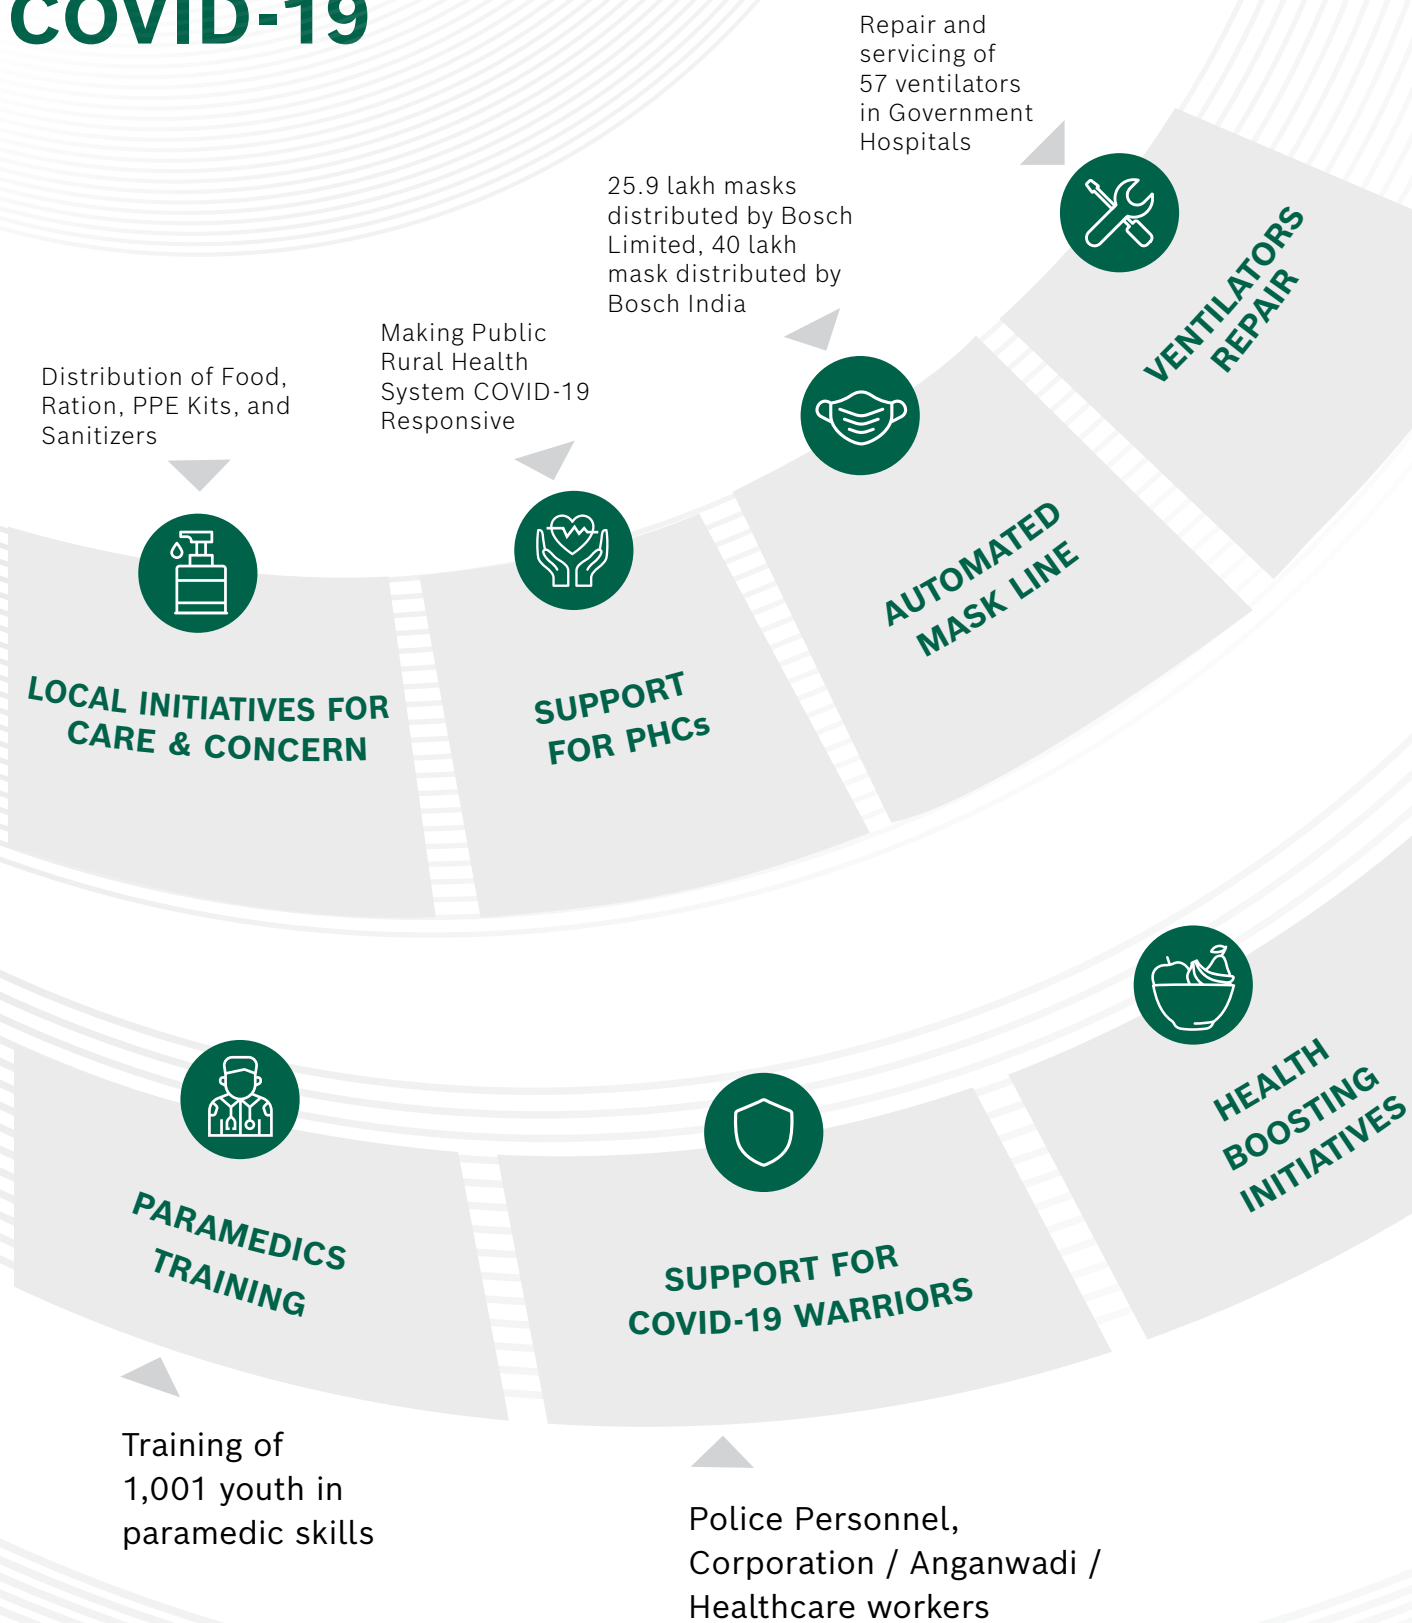 COVID-19
Repair and
servicing of
57 ventilators
in Government
Hospitals
25.9 lakh masks
distributed by Bosch
Limited, 40 lakh
mask distributed by
Bosch India
Making Public
Rural Health
System COVID-19
Responsive
Distribution of Food,
Ration, PPE Kits, and
Sanitizers
LOCAL INITIATIVES FOR
CARE & CONCERN
SUPPORT
FOR PHCs
AUTOMATED
MASK LINE
VENTILATORS
REPAIR
PARAMEDICS
TRAINING
SUPPORT FOR
COVID-19 WARRIORS
HEALTH
BOOSTING
INITIATIVES
Training of
1,001 youth in
paramedic skills
Police Personnel,
Corporation / Anganwadi /
Healthcare workers